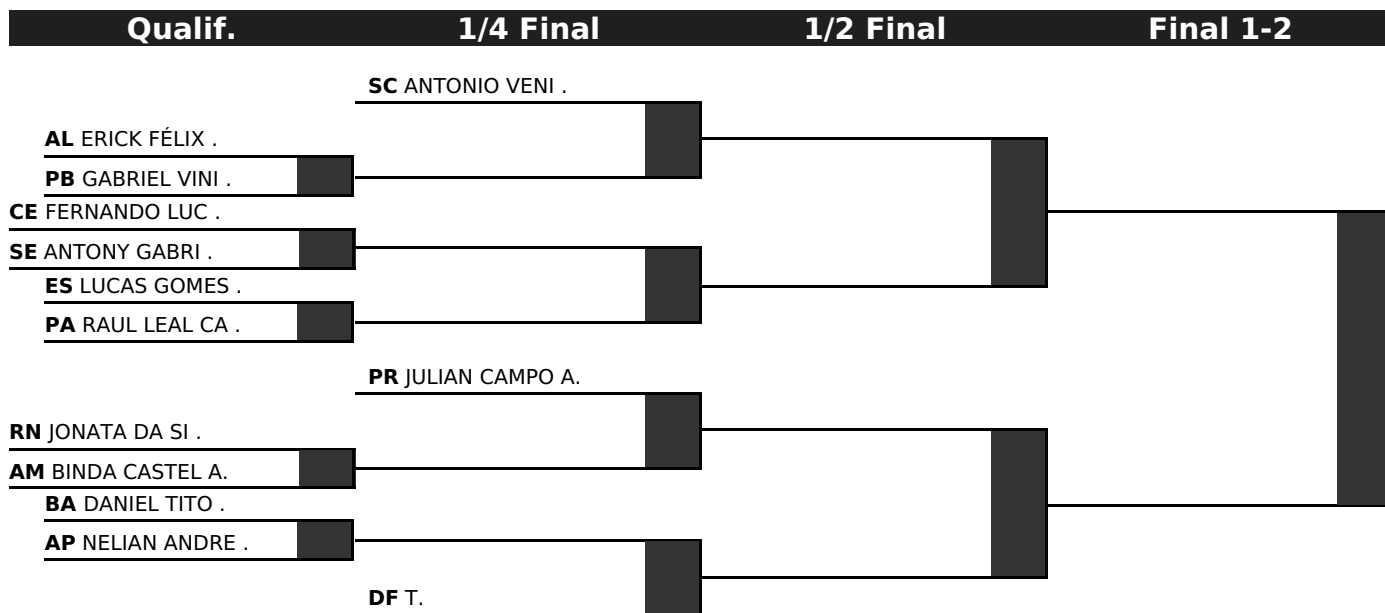 Qualif. 1/4 Final 1/2 Final Final 1-2
SC ANTONIO VENI .
AL ERICK FÉLIX .
PB GABRIEL VINI .
CE FERNANDO LUC .
SE ANTONY GABRI .
ES LUCAS GOMES .
PA RAUL LEAL CA .
PR JULIAN CAMPO A.
RN JONATA DA SI .
AM BINDA CASTEL A.
BA DANIEL TITO .
AP NELIAN ANDRE .
DF T.